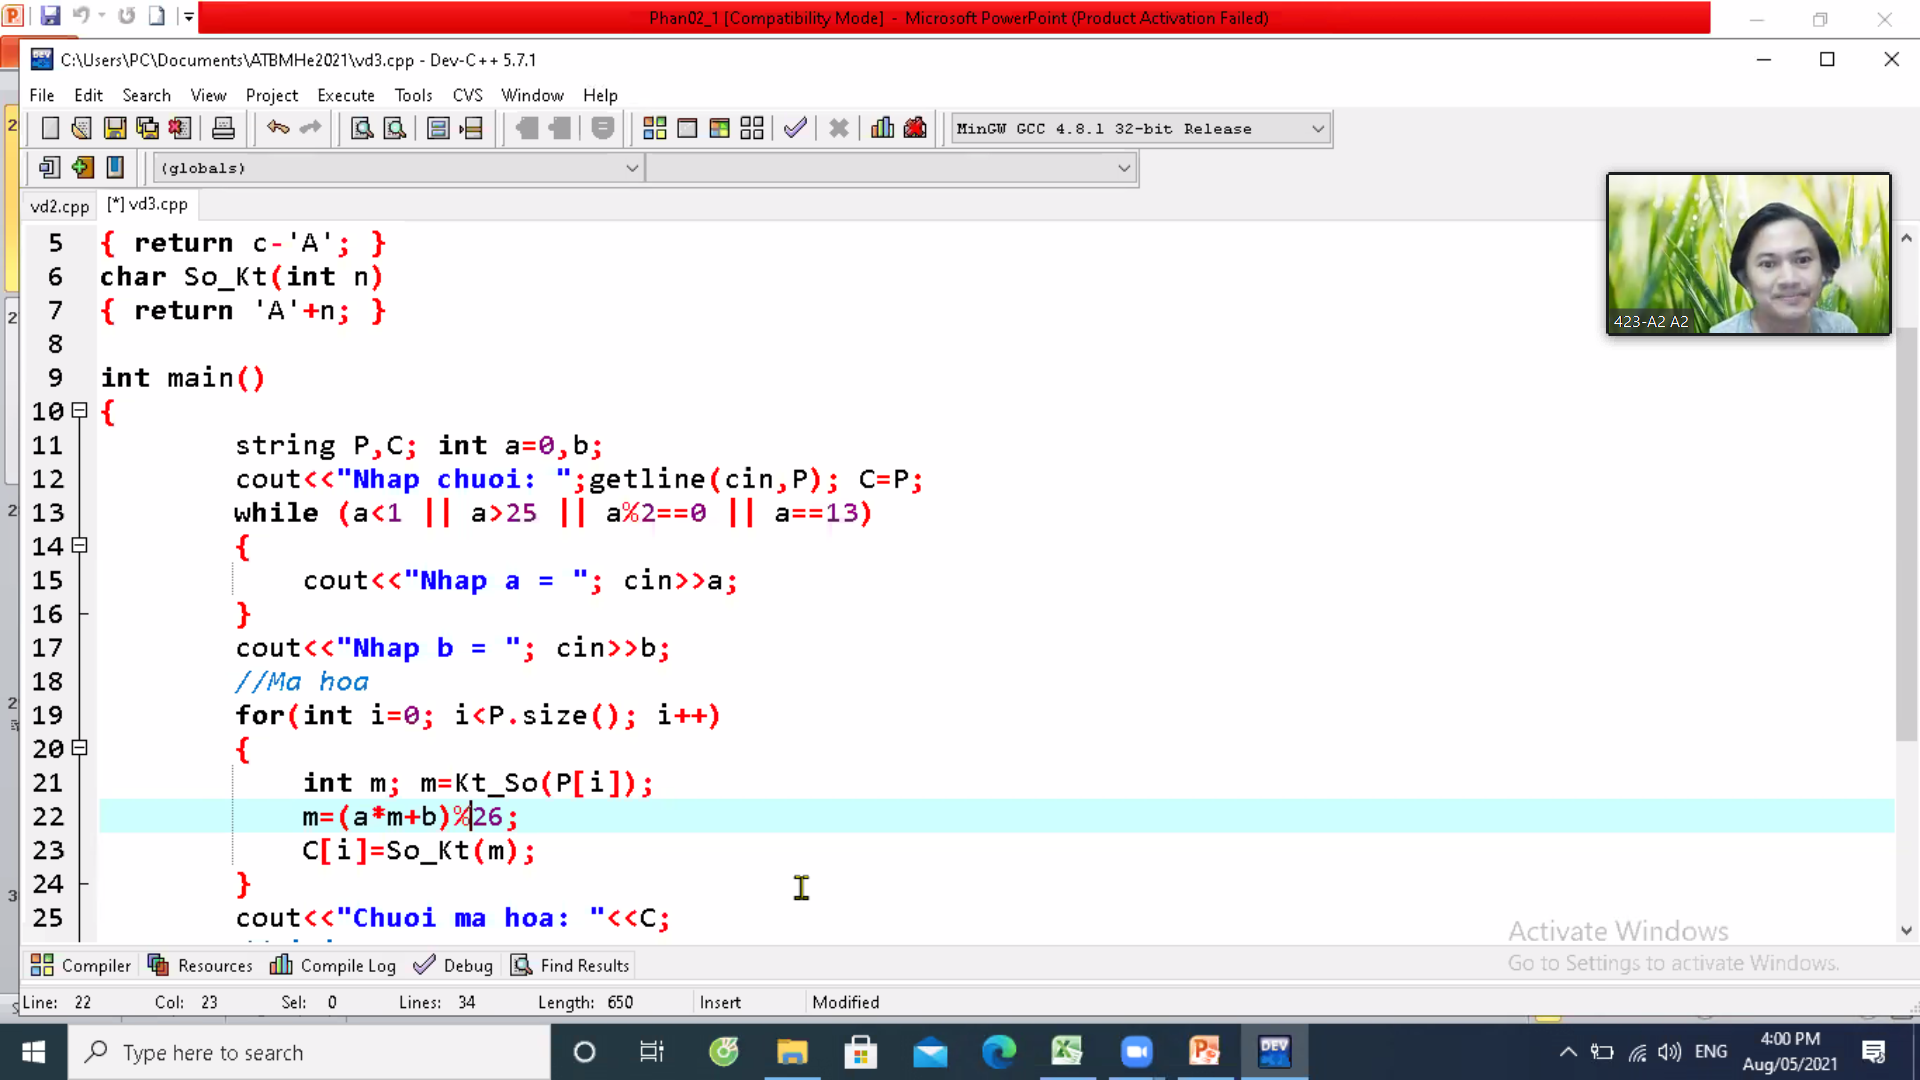 Phan02_1 [Compatibility Mode] - Microsoft PowerPoint (Product Activation Failed)
C:\Users\PC\Documents\ATBMHe2021\vd3.cpp - Dev-C++ 5.7.1
File Edit Search View Project Execute Tools CVS Window Help
MinGW GCC 4.8.1 32-bit Release
(globals)
vd2.cpp [*] vd3.cpp
5 { return c-'A'; }
6 char So_Kt(int n)
7 { return 'A'+n; }
8
9 int main()
10 {
11 string P,C; int a=0,b;
12 cout<<"Nhap chuoi: ";getline(cin,P); C=P;
13 while (a<1 || a>25 || a%2==0 || a==13)
14 {
15 cout<<"Nhap a = "; cin>>a;
16 }
17 cout<<"Nhap b = "; cin>>b;
18 //Ma hoa
19 for(int i=0; i<P.size(); i++)
20 {
21 int m; m=Kt_So(P[i]);
22 m=(a*m+b)%26;
23 C[i]=So_Kt(m);
24 }
25 cout<<"Chuoi ma hoa: "<<C;
423-A2 A2
Activate Windows
Go to Settings to activate Windows.
Compiler Resources Compile Log Debug Find Results
Line: 22 Col: 23 Sel: 0 Lines: 34 Length: 650 Insert Modified
Type here to search
DEV
ENG
4:00 PM
Aug/05/2021